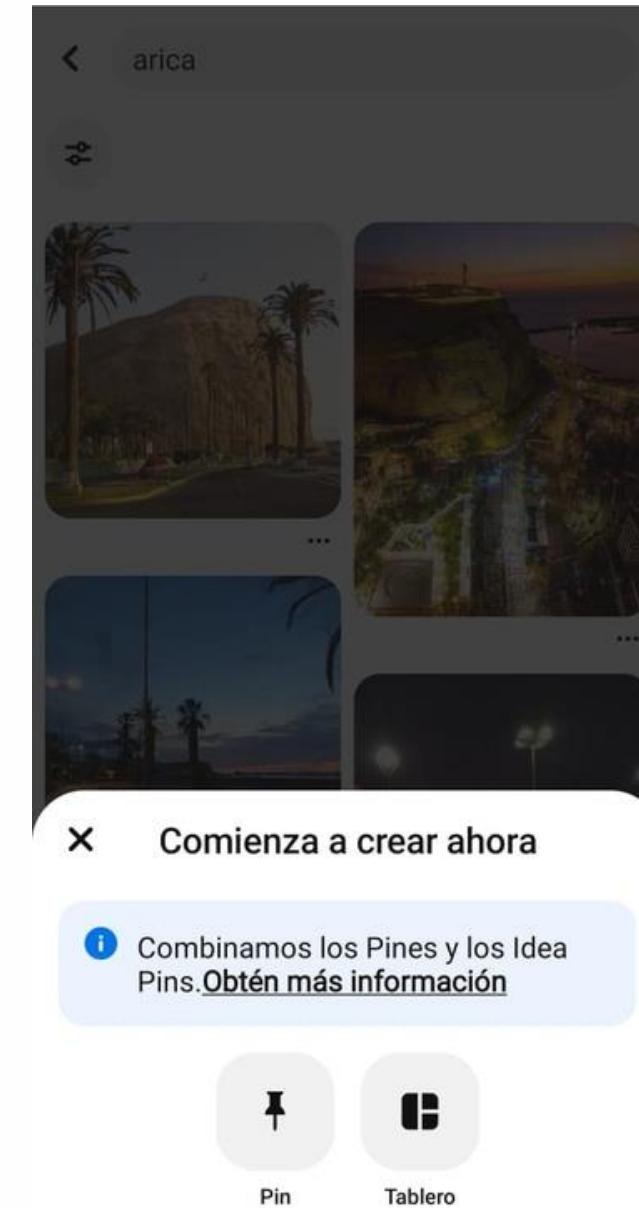 arica
Comienza a crear ahora
Combinamos los Pines y los Idea
Pins.Obtén más información
Pin
Tablero